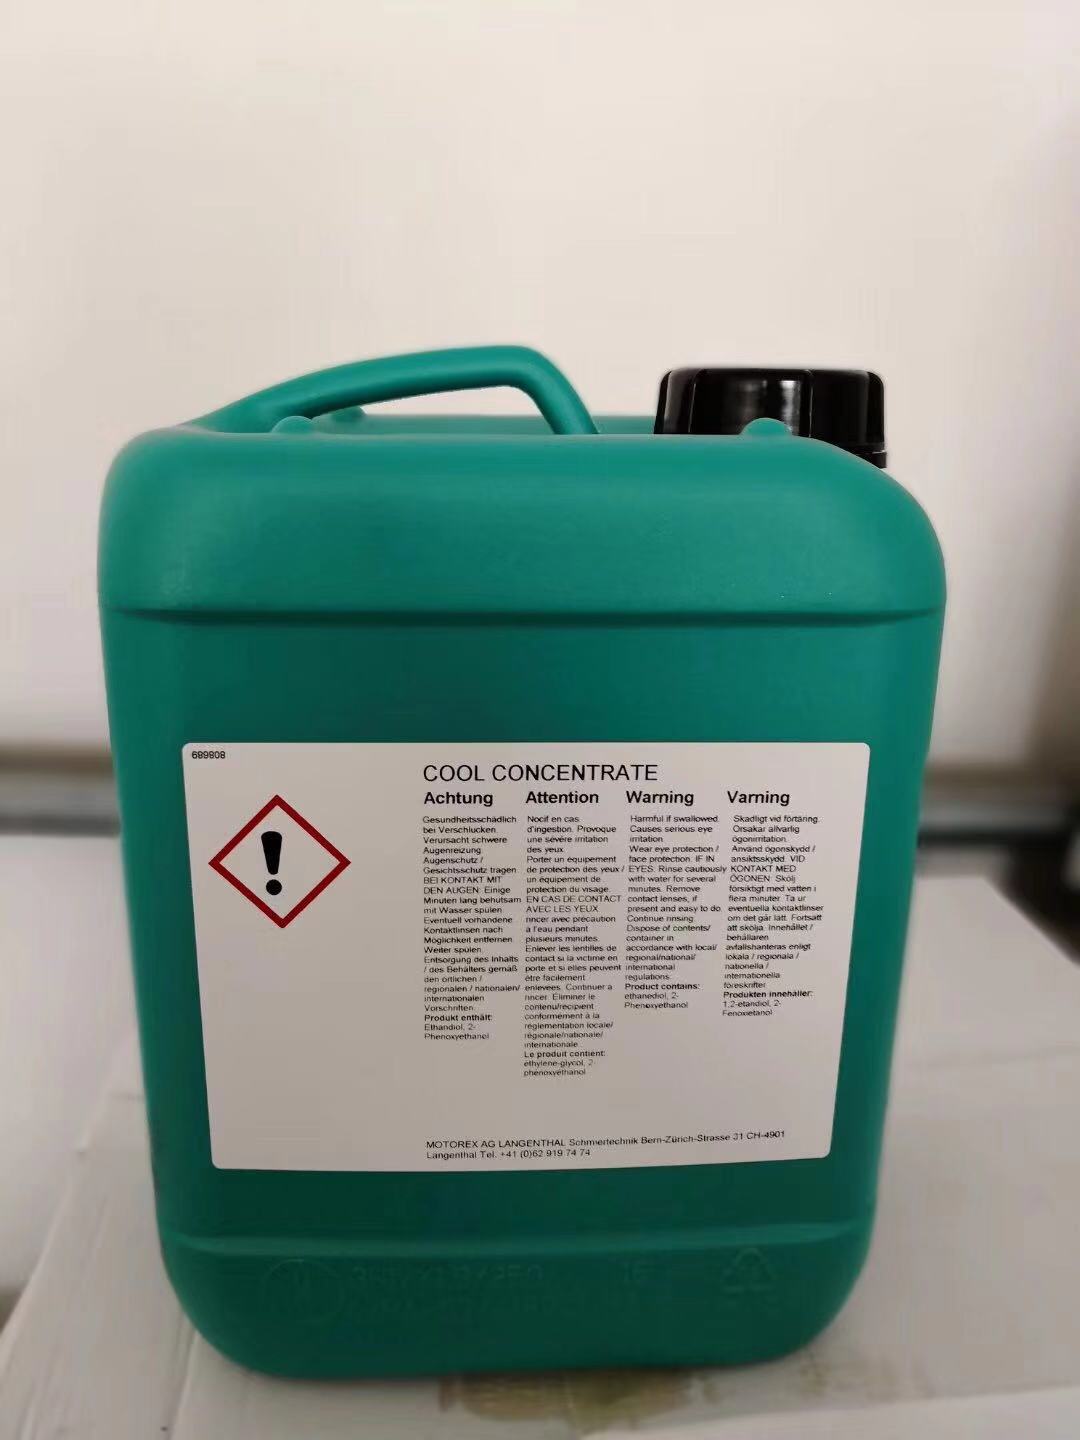 689808
COOL CONCENTRATE
Achtung
Gesundheitsschädlich
bei Verschlucken.
Verursacht schwere
Augenreizung.
Augenschutz /
Gesichtsschutz tragen.
BEI KONTAKT MIT
DEN AUGEN: Einige
Minuten lang behutsam
mit Wasser spülen.
Eventuell vorhandene
Kontaktlinsen nach
Möglichkeit entfernen.
Weiter spülen.
Entsorgung des Inhalts
/ des Behälters gemäß
den örtlichen /
regionalen / nationalen/
internationalen
Vorschriften.
Produkt enthält:
Ethandiol, 2-
Phenoxyethanol
Attention
Nocif en cas
d'ingestion. Provoque
une sévère irritation
des yeux.
Porter un équipement
de protection des yeux /
un équipement de
protection du visage.
EN CAS DE CONTACT
AVEC LES YEUX:
rincer avec précaution
à l'eau pendant
plusieurs minutes.
Enlever les lentilles de
contact si la victime en
porte et si elles peuvent
être facilement
enlevées. Continuer à
rincer. Éliminer le
contenu/récipient
conformément à la
réglementation locale/
régionale/nationale/
internationale.
Le produit contient:
éthylène-glycol, 2-
phenoxyéthanol
Warning
Harmful if swallowed.
Causes serious eye
irritation.
Wear eye protection /
face protection. IF IN
EYES: Rinse cautiously
with water for several
minutes. Remove
contact lenses, if
present and easy to do.
Continue rinsing.
Dispose of contents/
container in
accordance with local/
regional/national/
international
regulations.
Product contains:
ethanediol, 2-
Phenoxyethanol
Varning
Skadligt vid förtäring.
Orsakar allvarlig
ögonirritation.
Använd ögonskydd /
ansiktsskydd. VID
KONTAKT MED
ÖGONEN: Skölj
försiktigt med vatten i
flera minuter. Ta ur
eventuella kontaktlinser
om det går lätt. Fortsätt
att skölja. Innehållet /
behållaren
avfallshanteras enligt
lokala / regionala /
nationella /
internationella
föreskrifter.
Produkten innehåller:
1,2-etandiol, 2-
Fenoxietanol
MOTOREX AG LANGENTHAL Schmiertechnik Bern-Zürich-Strasse 31 CH-4901
Langenthal Tel. +41 (0)62 919 74 74